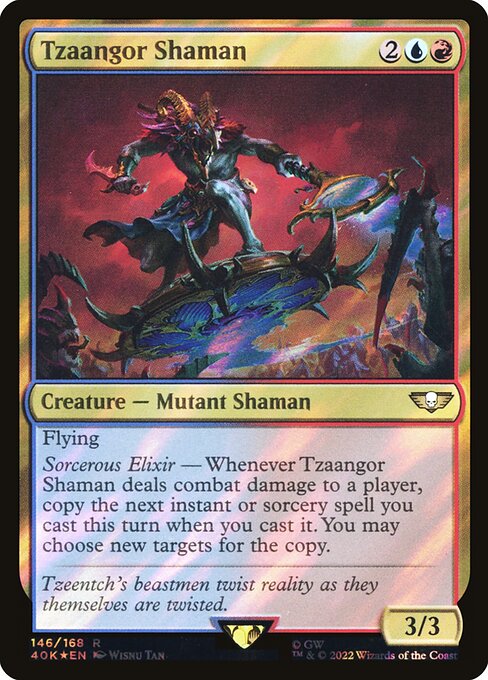 Tzaangor Shaman 2
Creature — Mutant Shaman
Flying
Sorcerous Elixir — Whenever Tzaangor
Shaman deals combat damage to a player,
copy the next instant or sorcery spell you
cast this turn when you cast it. You may
choose new targets for the copy.
Tzeentch's beastmen twist reality as they
themselves are twisted.
3/3
146/168 R
40K★EN Wisnu Tan
© GW
™ & © 2022 Wizards of the Coast